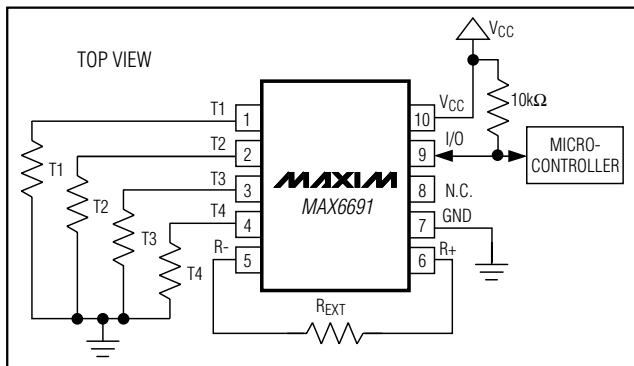 TOP VIEW
VCC
10kΩ
T1
T2
T3
T4
R-
1
2
3
4
5
MAXIM
MAX6691
VCC
I/O
N.C.
GND
R+
10
9
8
7
6
MICRO-
CONTROLLER
T1
T2
T3
T4
REXT